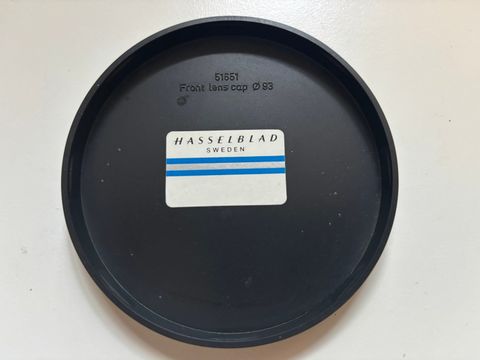 51651
Front lens cap Ø 93
HASSELBLAD
SWEDEN